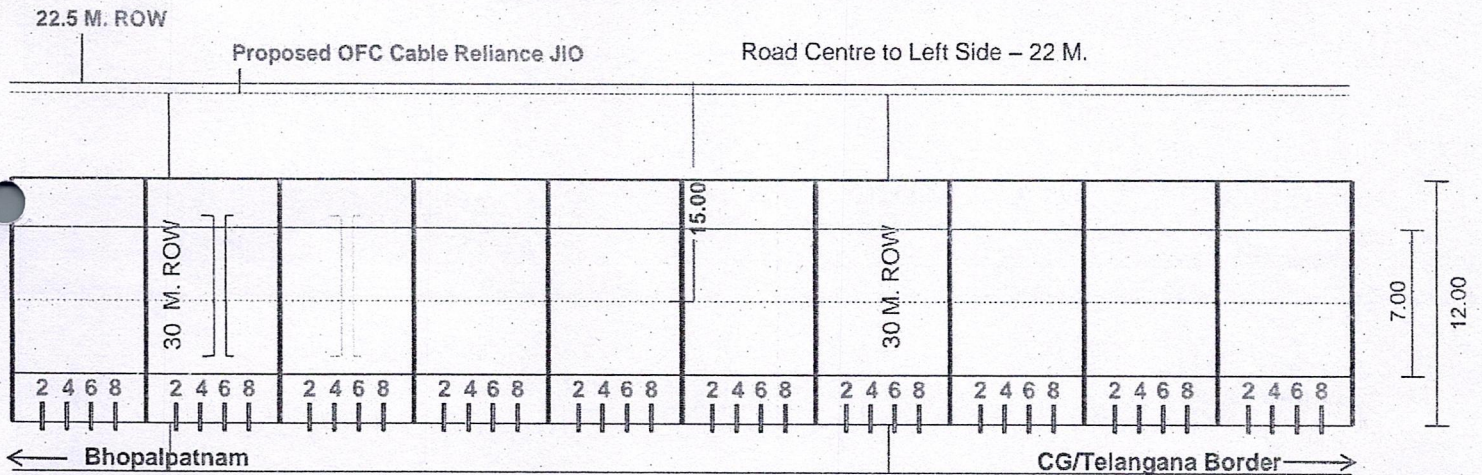 22.5 M. ROW
Proposed OFC Cable Reliance JIO
Road Centre to Left Side – 22 M.
15.00
30 M. ROW
30 M. ROW
7.00
12.00
2 4 6 8 2 4 6 8 2 4 6 8 2 4 6 8 2 4 6 8 2 4 6 8 2 4 6 8 2 4 6 8 2 4 6 8 2 4 6 8
Bhopalpatnam
CG/Telangana Border